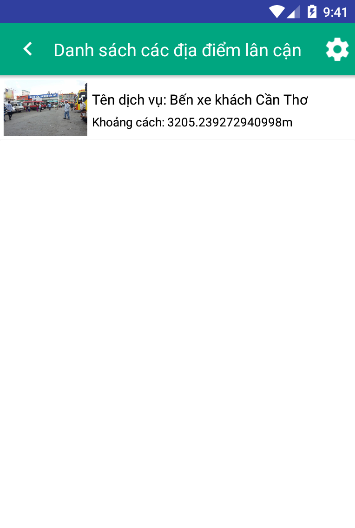 9:41
Danh sách các địa điểm lân cận
Tên dịch vụ: Bến xe khách Cần Thơ
Khoảng cách: 3205.239272940998m